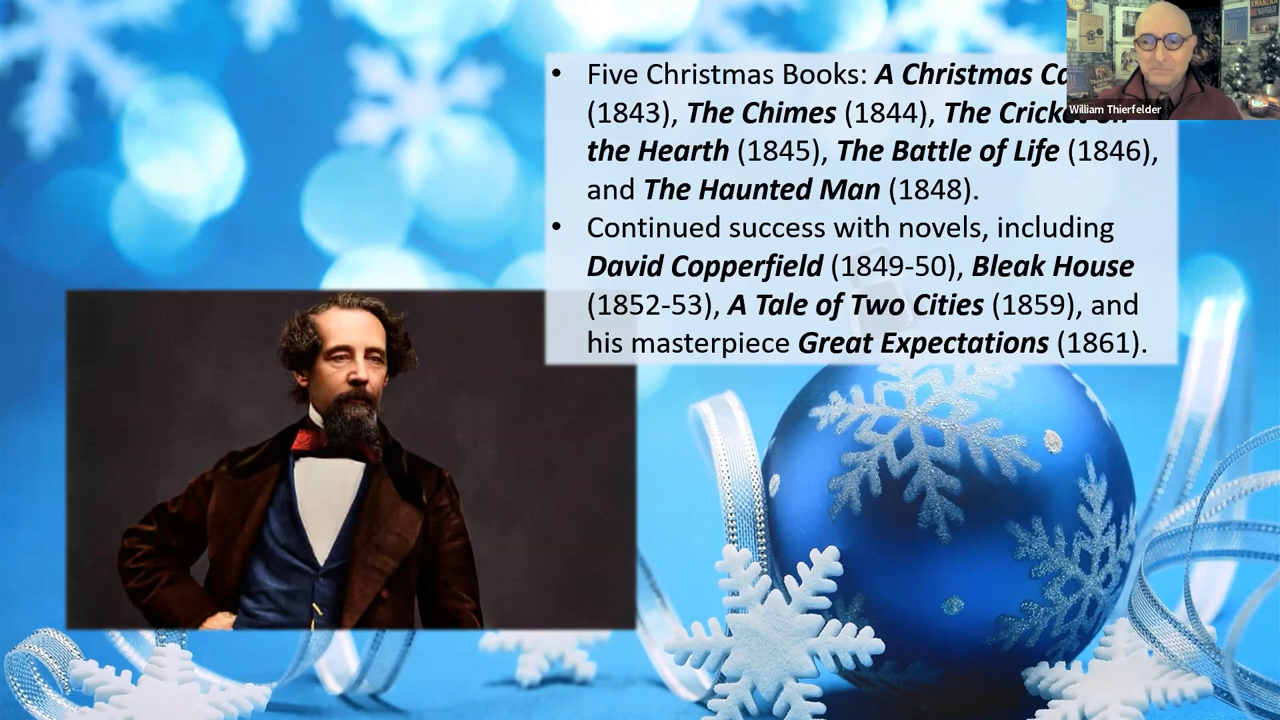 • Five Christmas Books: A Christmas
(1843), The Chimes (1844), The
the Hearth (1845), The Battle of Life (1846),
and The Haunted Man (1848).
• Continued success with novels, including
David Copperfield (1849-50), Bleak House
(1852-53), A Tale of Two Cities (1859), and
his masterpiece Great Expectations (1861).
William Thierfelder